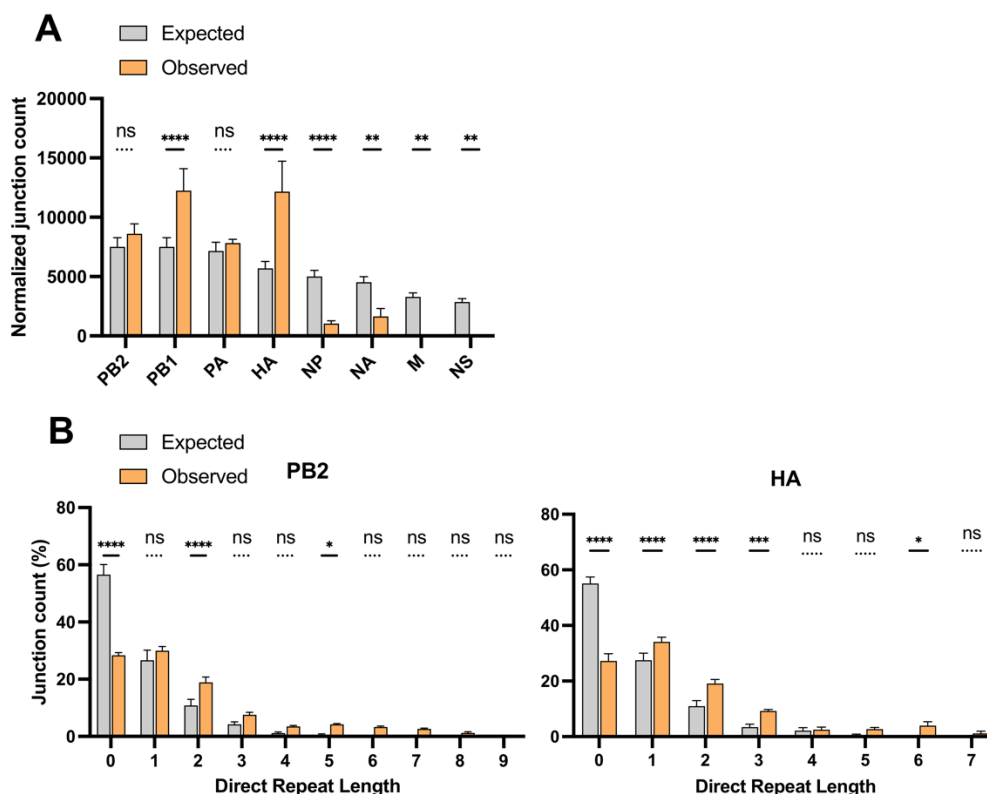 A
Expected
Observed
Normalized junction count
20000
15000
10000
5000
0
ns **** ns **** **** ** ** **
PB2 PB1 PA HA NP NA M NS
B
Expected
Observed
PB2
Junction count (%)
80
60
40
20
0
**** ns **** ns ns * ns ns ns ns
0 1 2 3 4 5 6 7 8 9
Direct Repeat Length
HA
80
60
40
20
0
**** **** **** *** ns ns * ns
0 1 2 3 4 5 6 7
Direct Repeat Length